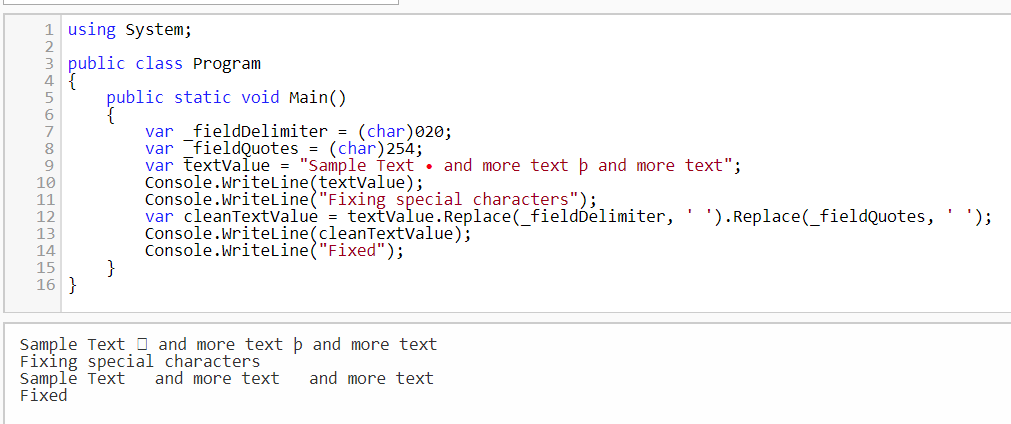 1 using System;
2
3 public class Program
4 {
5 public static void Main()
6 {
7 var _fieldDelimiter = (char)020;
8 var _fieldQuotes = (char)254;
9 var textValue = "Sample Text • and more text þ and more text";
10 Console.WriteLine(textValue);
11 Console.WriteLine("Fixing special characters");
12 var cleanTextValue = textValue.Replace(_fieldDelimiter, ' ').Replace(_fieldQuotes, ' ');
13 Console.WriteLine(cleanTextValue);
14 Console.WriteLine("Fixed");
15 }
16 }
Sample Text □ and more text þ and more text
Fixing special characters
Sample Text   and more text   and more text
Fixed